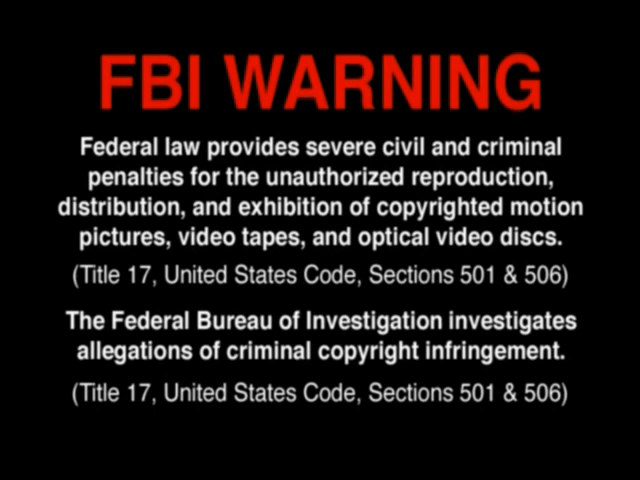 FBI WARNING
Federal law provides severe civil and criminal
penalties for the unauthorized reproduction,
distribution, and exhibition of copyrighted motion
pictures, video tapes, and optical video discs.
(Title 17, United States Code, Sections 501 & 506)
The Federal Bureau of Investigation investigates
allegations of criminal copyright infringement.
(Title 17, United States Code, Sections 501 & 506)